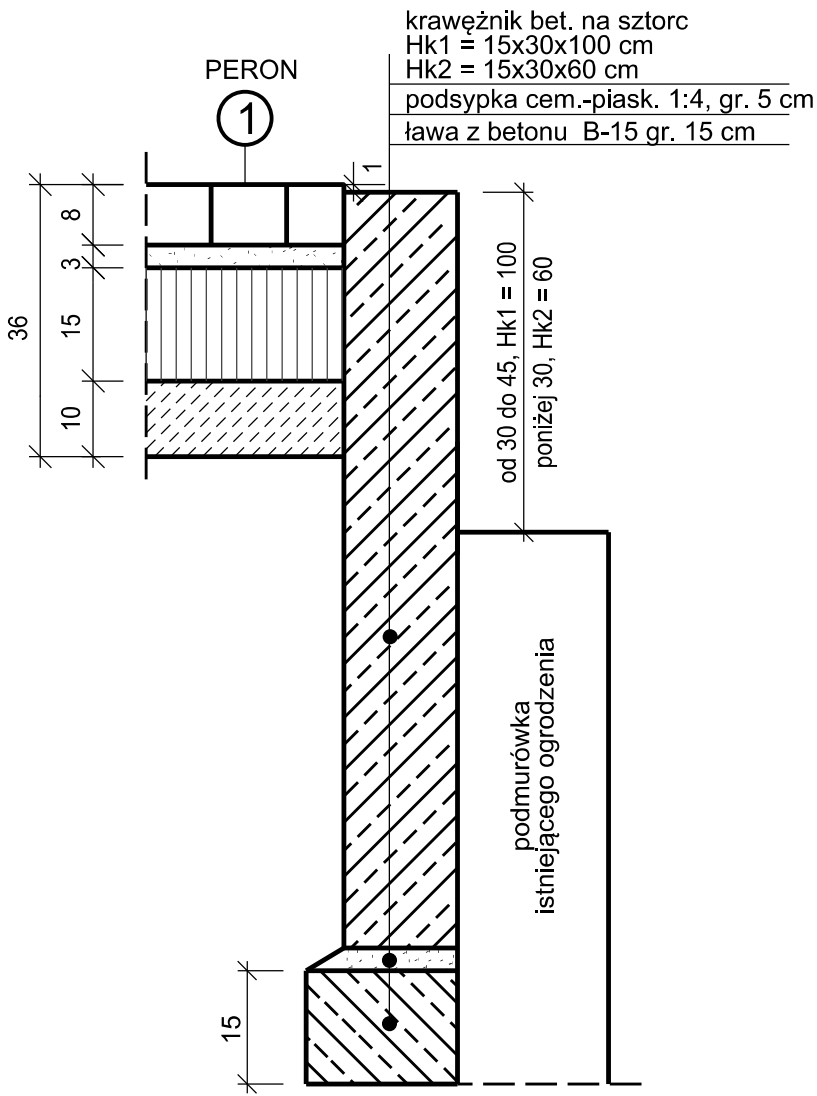 krawężnik bet. na sztorc
Hk1 = 15x30x100 cm
Hk2 = 15x30x60 cm
podsypka cem.-piask. 1:4, gr. 5 cm
ława z betonu B-15 gr. 15 cm
PERON
1
1
8
3
15
10
36
od 30 do 45, Hk1 = 100
poniżej 30, Hk2 = 60
podmurówka
istniejącego ogrodzenia
15